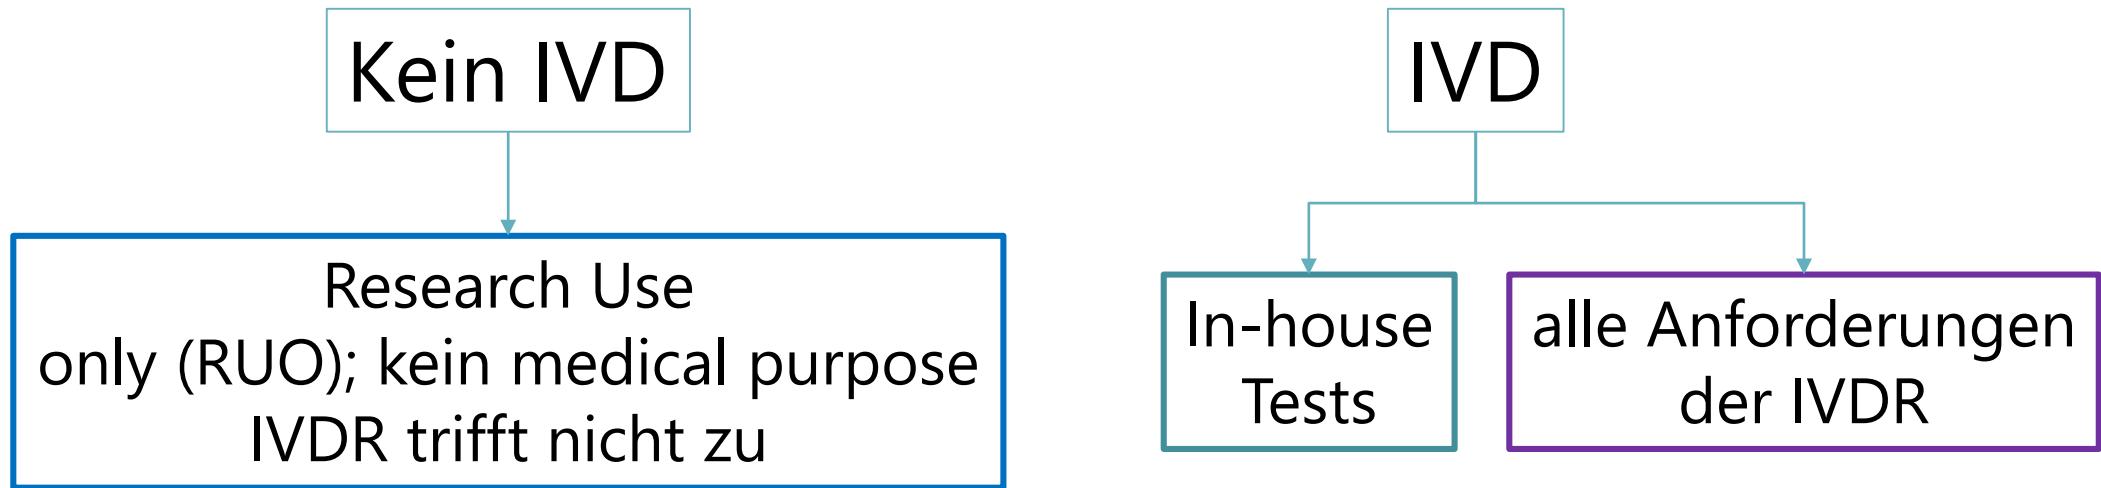 Kein IVD
IVD
Research Use
only (RUO); kein medical purpose
IVDR trifft nicht zu
In-house
Tests
alle Anforderungen
der IVDR